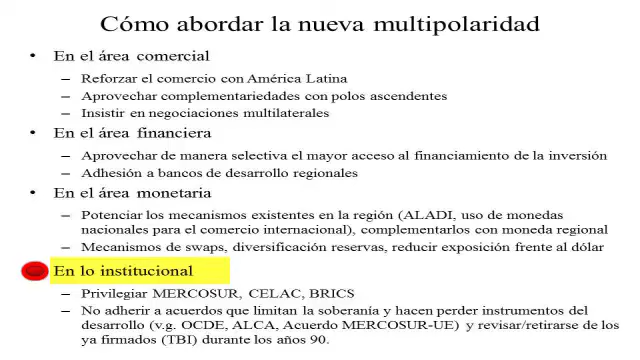 Cómo abordar la nueva multipolaridad
• En el área comercial
– Reforzar el comercio con América Latina
– Aprovechar complementariedades con polos ascendentes
– Insistir en negociaciones multilaterales
• En el área financiera
– Aprovechar de manera selectiva el mayor acceso al financiamiento de la inversión
– Adhesión a bancos de desarrollo regionales
• En el área monetaria
– Potenciar los mecanismos existentes en la región (ALADI, uso de monedas
nacionales para el comercio internacional), complementarlos con moneda regional
– Mecanismos de swaps, diversificación reservas, reducir exposición frente al dólar
En lo institucional
– Privilegiar MERCOSUR, CELAC, BRICS
– No adherir a acuerdos que limitan la soberanía y hacen perder instrumentos del
desarrollo (v.g. OCDE, ALCA, Acuerdo MERCOSUR-UE) y revisar/retirarse de los
ya firmados (TBI) durante los años 90.